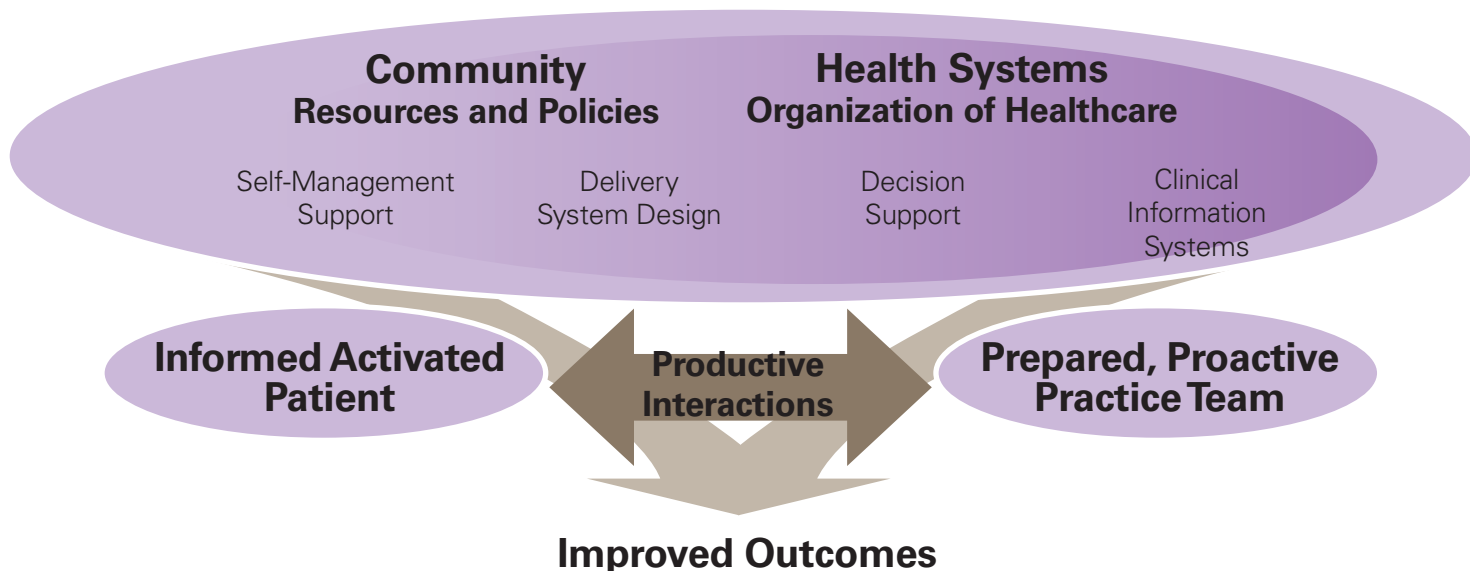 Community
Resources and Policies
Health Systems
Organization of Healthcare
Self-Management
Support
Delivery
System Design
Decision
Support
Clinical
Information
Systems
Informed Activated
Patient
Productive
Interactions
Prepared, Proactive
Practice Team
Improved Outcomes